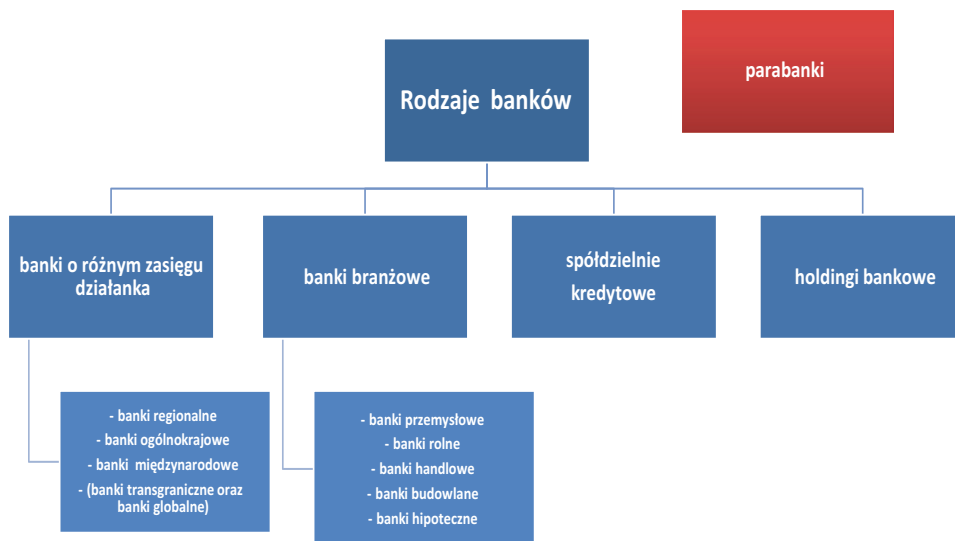 parabanki
Rodzaje banków
banki o różnym zasięgu
działanka
banki branżowe
spółdzielnie
kredytowe
holdingi bankowe
- banki regionalne
- banki ogólnokrajowe
- banki międzynarodowe
- (banki transgraniczne oraz
banki globalne)
- banki przemysłowe
- banki rolne
- banki handlowe
- banki budowlane
- banki hipoteczne